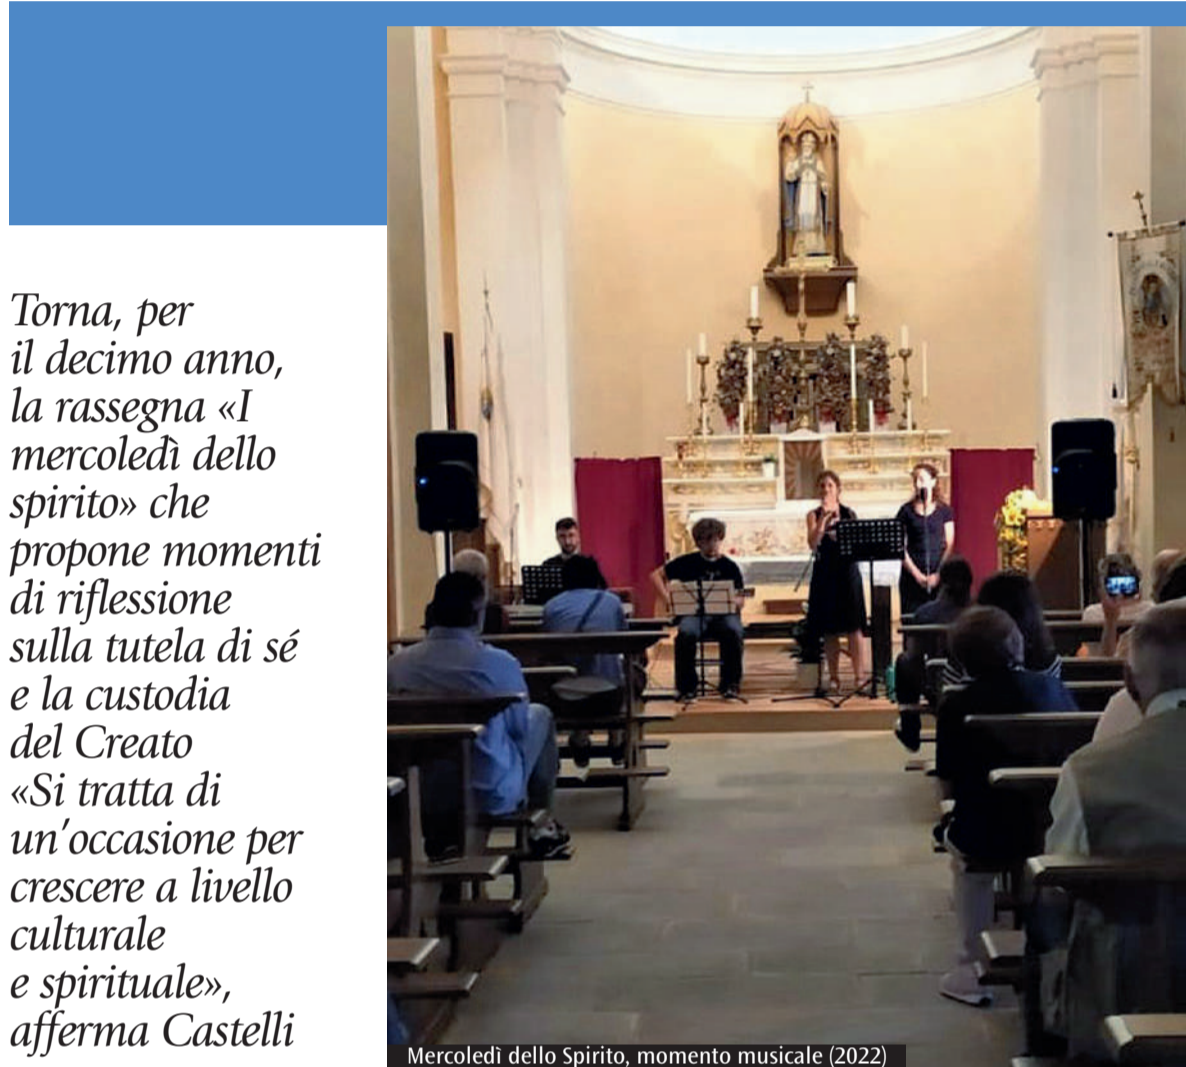 Torna, per
il decimo anno,
la rassegna «I
mercoledì dello
spirito» che
propone momenti
di riflessione
sulla tutela di sé
e la custodia
del Creato
«Si tratta di
un'occasione per
crescere a livello
culturale
e spirituale»,
afferma Castelli
Mercoledì dello Spirito, momento musicale (2022)